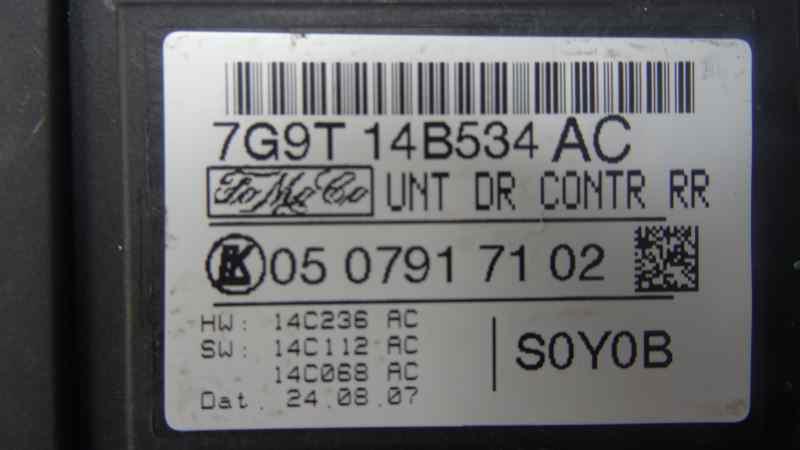 7G9T 14B534 AC
FoMoCo UNT DR CONTR RR
05 0791 71 02
HW: 14C236 AC
SW: 14C112 AC
14C068 AC
Dat. 24.08.07
S0Y0B